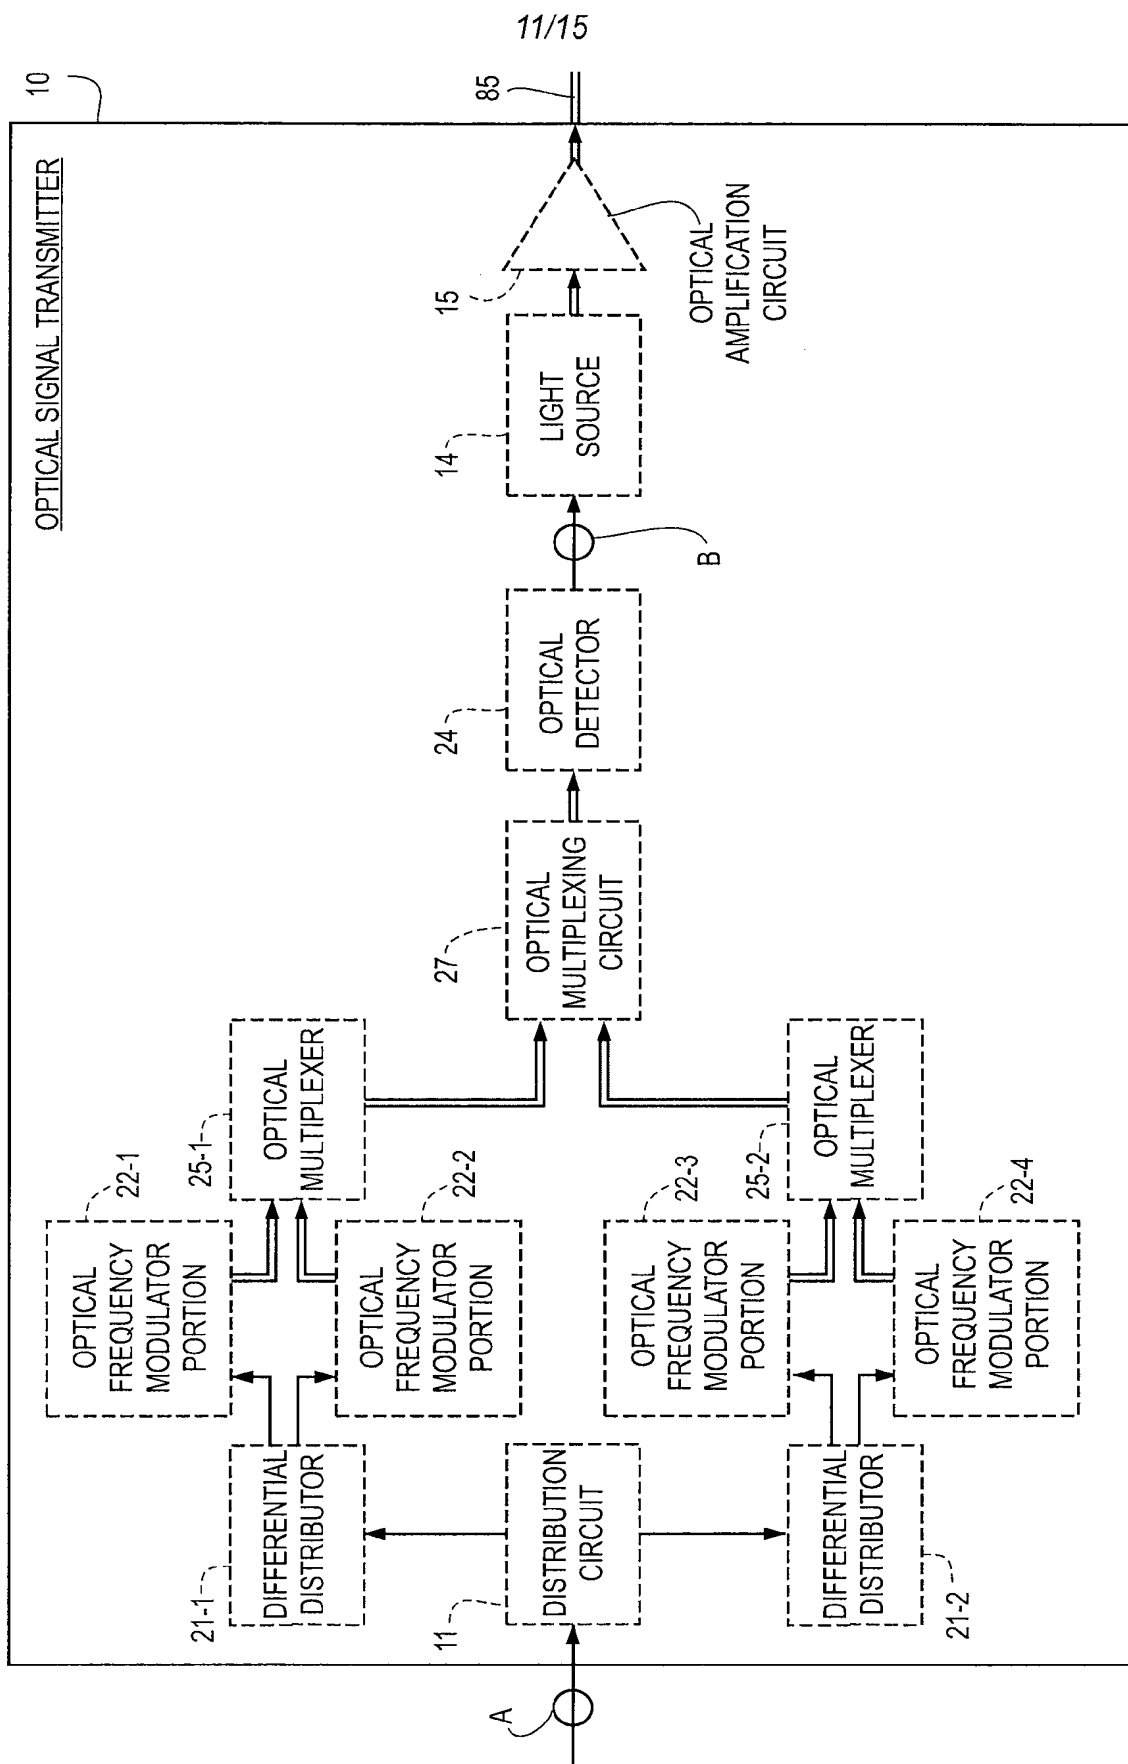 11/15
10
OPTICAL SIGNAL TRANSMITTER
85
15
OPTICAL
AMPLIFICATION
CIRCUIT
14
LIGHT
SOURCE
B
24
OPTICAL
DETECTOR
27
OPTICAL
MULTIPLEXING
CIRCUIT
25-1
OPTICAL
MULTIPLEXER
25-2
OPTICAL
MULTIPLEXER
22-1
OPTICAL
FREQUENCY
MODULATOR
PORTION
22-2
OPTICAL
FREQUENCY
MODULATOR
PORTION
22-3
OPTICAL
FREQUENCY
MODULATOR
PORTION
22-4
OPTICAL
FREQUENCY
MODULATOR
PORTION
21-1
DIFFERENTIAL
DISTRIBUTOR
11
DISTRIBUTION
CIRCUIT
21-2
DIFFERENTIAL
DISTRIBUTOR
A